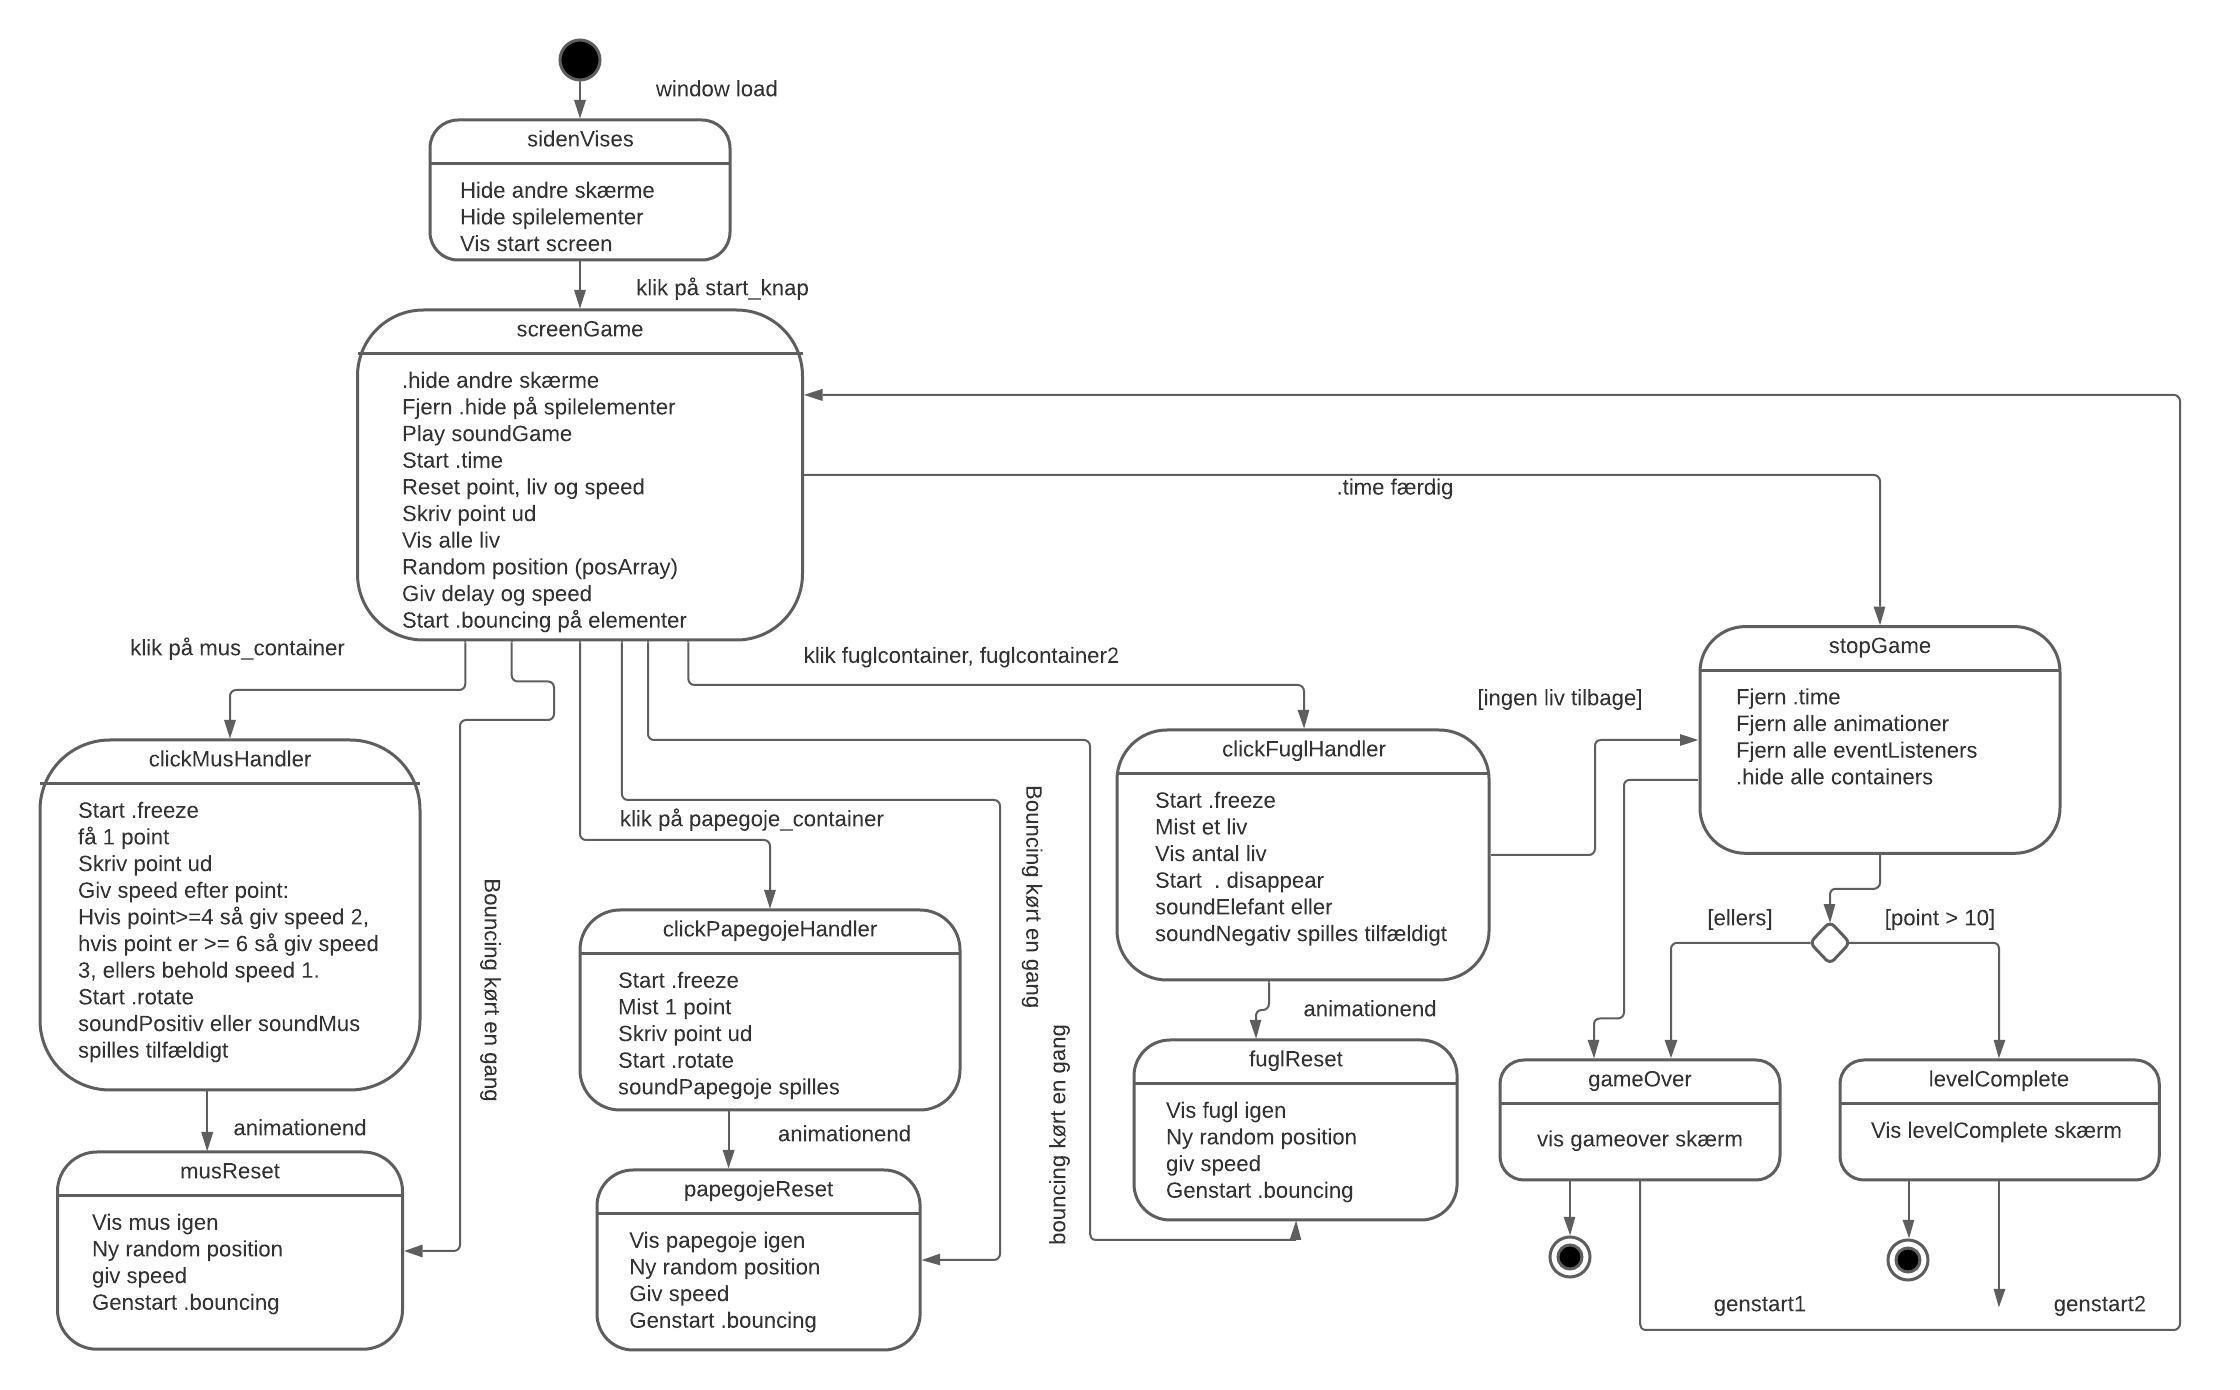 window load
sidenVises
Hide andre skærme
Hide spilelementer
Vis start screen
klik på start_knap
screenGame
.hide andre skærme
Fjern .hide på spilelementer
Play soundGame
Start .time
Reset point, liv og speed
Skriv point ud
Vis alle liv
Random position (posArray)
Giv delay og speed
Start .bouncing på elementer
.time færdig
klik på mus_container
clickMusHandler
Start .freeze
få 1 point
Skriv point ud
Giv speed efter point:
Hvis point>=4 så giv speed 2,
hvis point er >= 6 så giv speed
3, ellers behold speed 1.
Start .rotate
soundPositiv eller soundMus
spilles tilfældigt
animationend
musReset
Vis mus igen
Ny random position
giv speed
Genstart .bouncing
Bouncing kørt en gang
klik på papegoje_container
clickPapegojeHandler
Start .freeze
Mist 1 point
Skriv point ud
Start .rotate
soundPapegoje spilles
animationend
papegojeReset
Vis papegoje igen
Ny random position
Giv speed
Genstart .bouncing
Bouncing kørt en gang
bouncing kørt en gang
klik fuglcontainer, fuglcontainer2
clickFuglHandler
Start .freeze
Mist et liv
Vis antal liv
Start  . disappear
soundElefant eller
soundNegativ spilles tilfældigt
animationend
fuglReset
Vis fugl igen
Ny random position
giv speed
Genstart .bouncing
[ingen liv tilbage]
stopGame
Fjern .time
Fjern alle animationer
Fjern alle eventListeners
.hide alle containers
[ellers]
[point > 10]
gameOver
vis gameover skærm
levelComplete
Vis levelComplete skærm
genstart1
genstart2